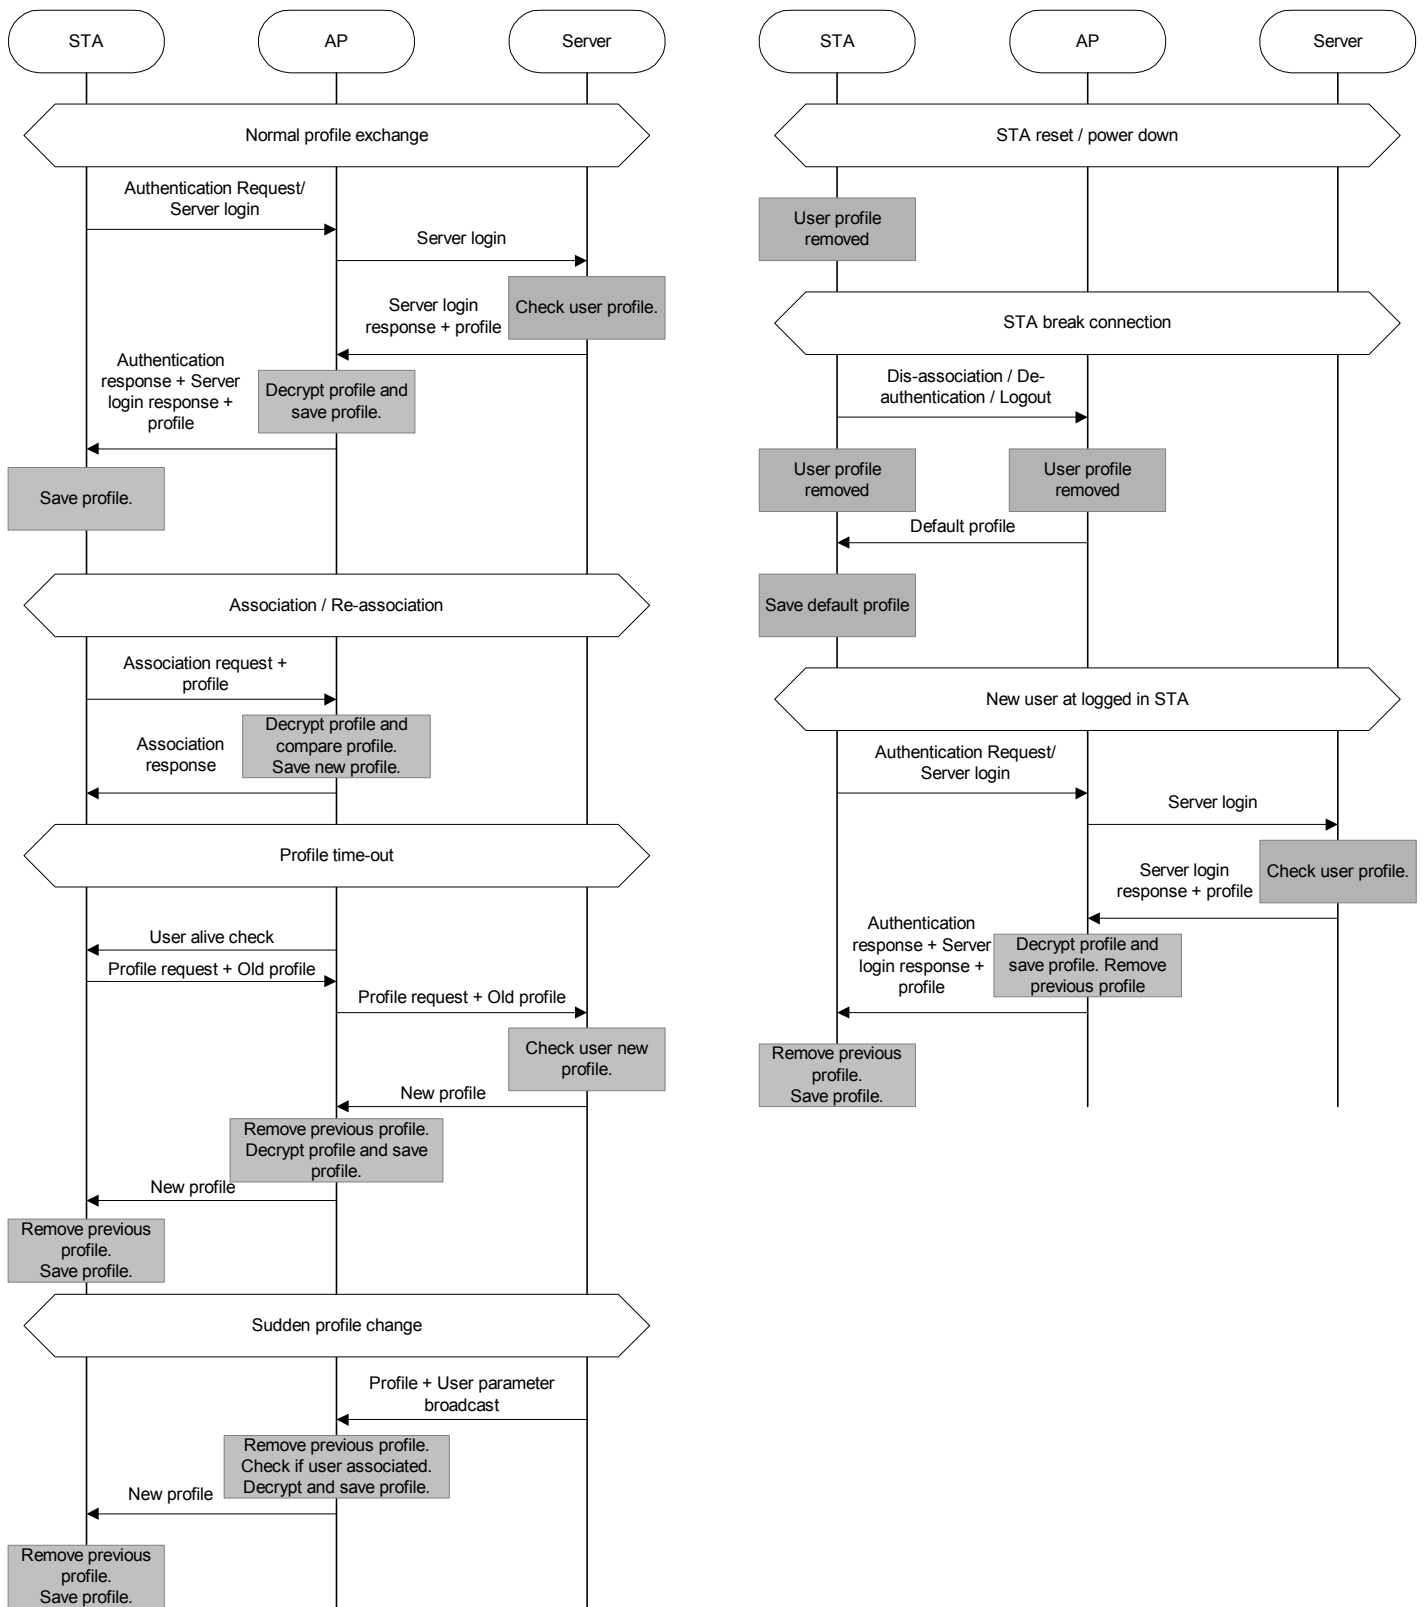 STA
AP
Server
Normal profile exchange
Authentication Request/
Server login
Server login
Check user profile.
Server login
response + profile
Authentication
response + Server
login response +
profile
Decrypt profile and
save profile.
Save profile.
Association / Re-association
Association request +
profile
Decrypt profile and
compare profile.
Save new profile.
Association
response
Profile time-out
User alive check
Profile request + Old profile
Profile request + Old profile
Check user new
profile.
New profile
Remove previous profile.
Decrypt profile and save
profile.
New profile
Remove previous
profile.
Save profile.
Sudden profile change
Profile + User parameter
broadcast
Remove previous profile.
Check if user associated.
Decrypt and save profile.
New profile
Remove previous
profile.
Save profile.
STA
AP
Server
STA reset / power down
User profile
removed
STA break connection
Dis-association / De-
authentication / Logout
User profile
removed
User profile
removed
Default profile
Save default profile
New user at logged in STA
Authentication Request/
Server login
Server login
Check user profile.
Server login
response + profile
Authentication
response + Server
login response +
profile
Decrypt profile and
save profile. Remove
previous profile
Remove previous
profile.
Save profile.